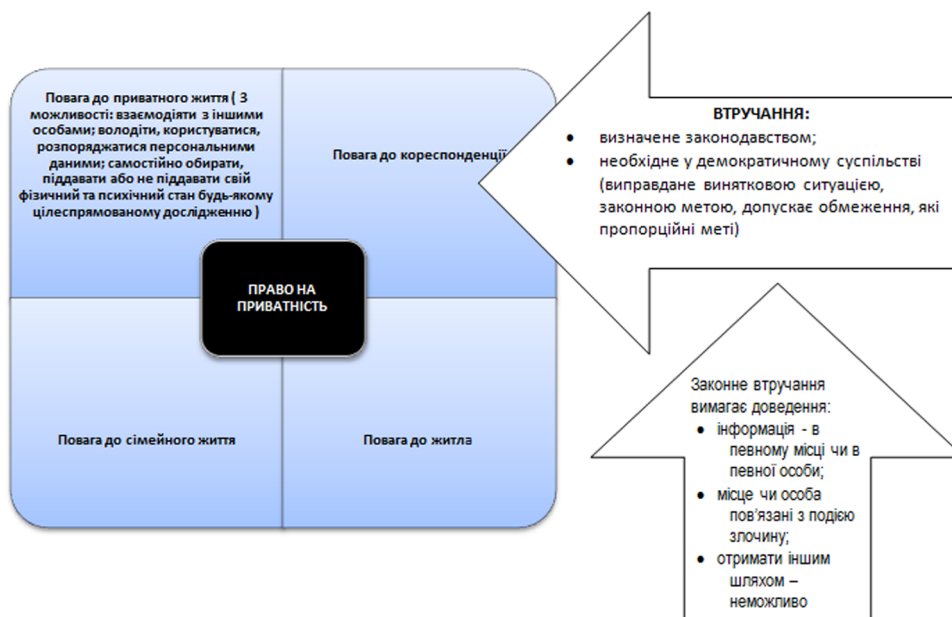 Повага до приватного життя ( 3
можливості: взаємодіяти з іншими
особами; володіти, користуватися,
розпоряджатися персональними
даними; самостійно обирати,
піддавати або не піддавати свій
фізичний та психічний стан будь-якому
цілеспрямованому дослідженню )
Повага до кореспонденції
ПРАВО НА
ПРИВАТНІСТЬ
Повага до сімейного життя
Повага до житла
ВТРУЧАННЯ:
• визначене законодавством;
• необхідне у демократичному суспільстві
(виправдане винятковою ситуацією,
законною метою, допускає обмеження, які
пропорційні меті)
Законне втручання
вимагає доведення:
• інформація - в
певному місці чи в
певної особи;
• місце чи особа
пов’язані з подією
злочину;
• отримати іншим
шляхом –
неможливо